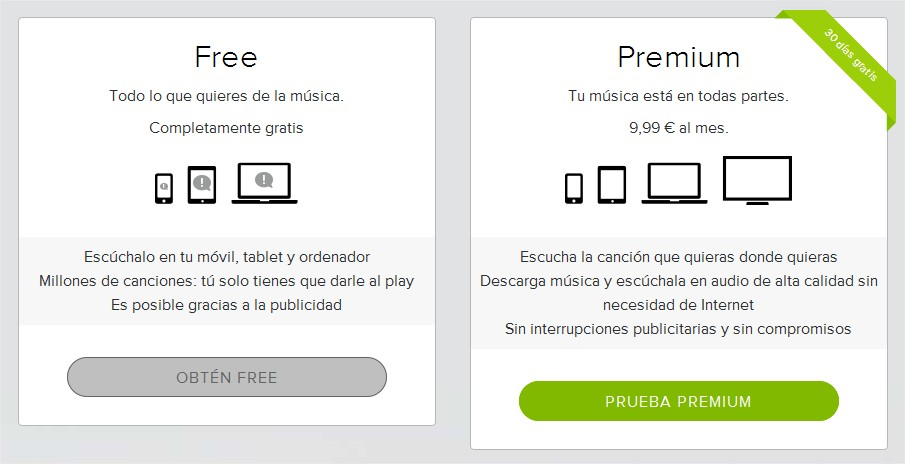 Free
Todo lo que quieres de la música.
Completamente gratis
Escúchalo en tu móvil, tablet y ordenador
Millones de canciones: tú solo tienes que darle al play
Es posible gracias a la publicidad
OBTÉN FREE
30 días gratis
Premium
Tu música está en todas partes.
9,99 € al mes.
Escucha la canción que quieras donde quieras
Descarga música y escúchala en audio de alta calidad sin
necesidad de Internet
Sin interrupciones publicitarias y sin compromisos
PRUEBA PREMIUM